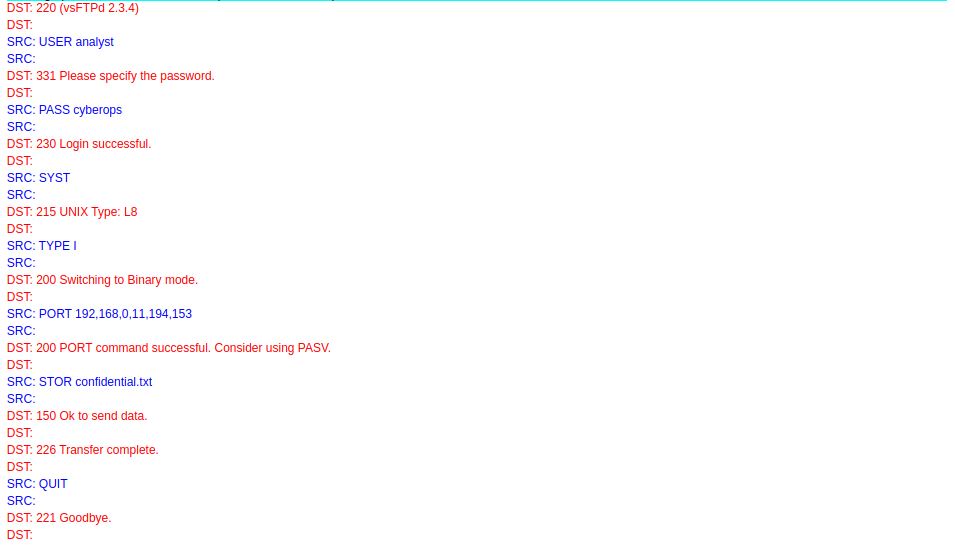 DST: 220 (vsFTPd 2.3.4)
DST:
SRC: USER analyst
SRC:
DST: 331 Please specify the password.
DST:
SRC: PASS cyberops
SRC:
DST: 230 Login successful.
DST:
SRC: SYST
SRC:
DST: 215 UNIX Type: L8
DST:
SRC: TYPE I
SRC:
DST: 200 Switching to Binary mode.
DST:
SRC: PORT 192,168,0,11,194,153
SRC:
DST: 200 PORT command successful. Consider using PASV.
DST:
SRC: STOR confidential.txt
SRC:
DST: 150 Ok to send data.
DST:
DST: 226 Transfer complete.
DST:
SRC: QUIT
SRC:
DST: 221 Goodbye.
DST: